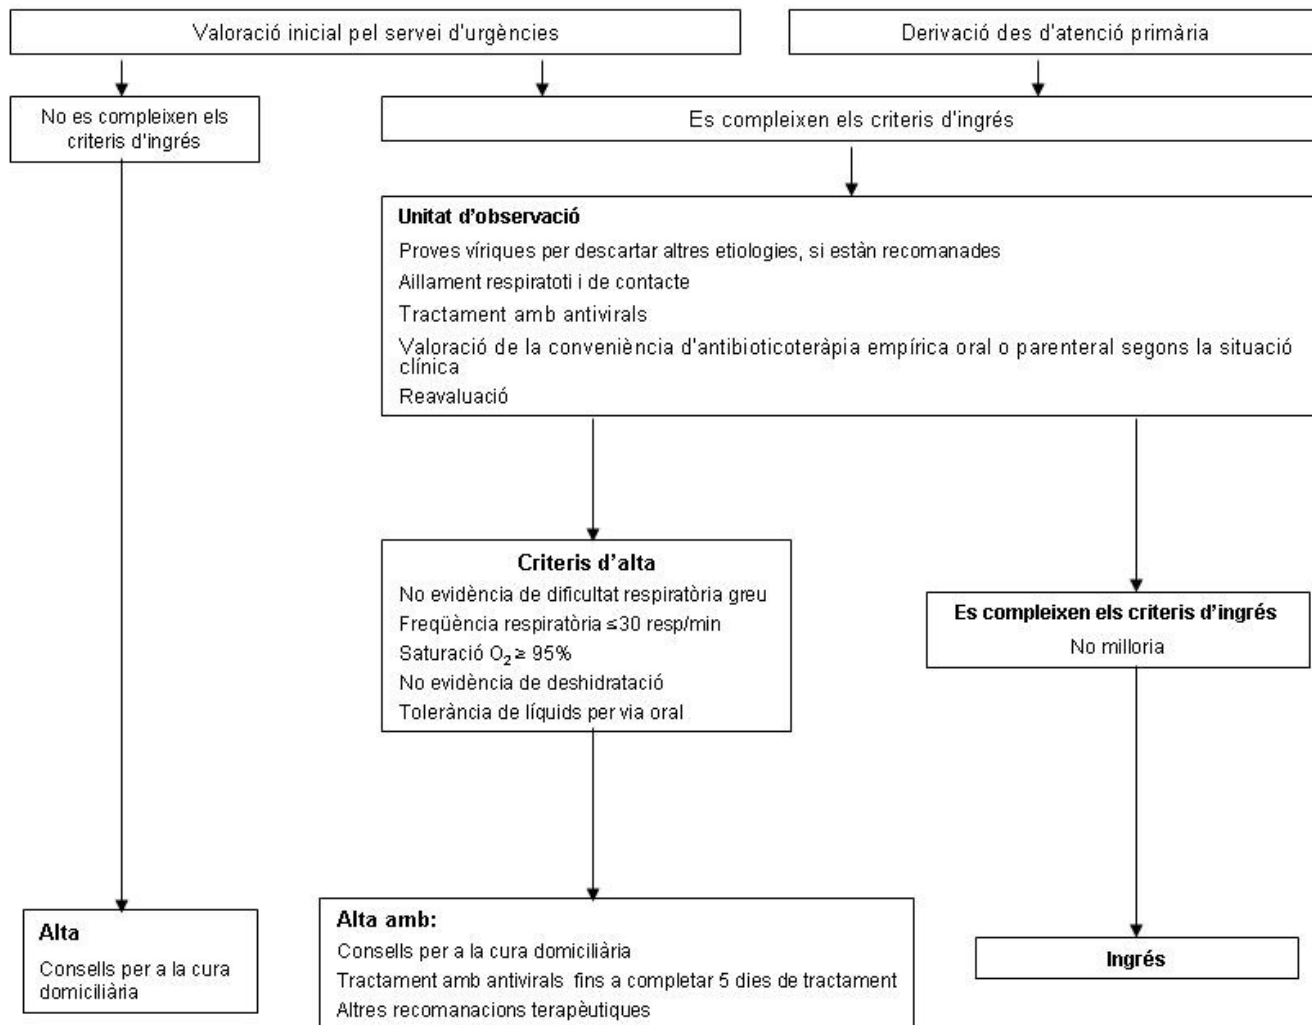 Valoració inicial pel servei d'urgències
Derivació des d'atenció primària
No es compleixen els
criteris d'ingrés
Es compleixen els criteris d'ingrés
Unitat d'observació
Proves víriques per descartar altres etiologies, si estàn recomanades
Aillament respiratoti i de contacte
Tractament amb antivirals
Valoració de la conveniència d'antibioticoteràpia empírica oral o parenteral segons la situació
clínica
Reavaluació
Criteris d'alta
No evidència de dificultat respiratòria greu
Freqüència respiratòria ≤30 resp/min
Saturació O₂ ≥ 95%
No evidència de deshidratació
Tolerància de líquids per via oral
Es compleixen els criteris d'ingrés
No milloria
Alta
Consells per a la cura
domiciliària
Alta amb:
Consells per a la cura domiciliària
Tractament amb antivirals fins a completar 5 dies de tractament
Altres recomanacions terapèutiques
Ingrés